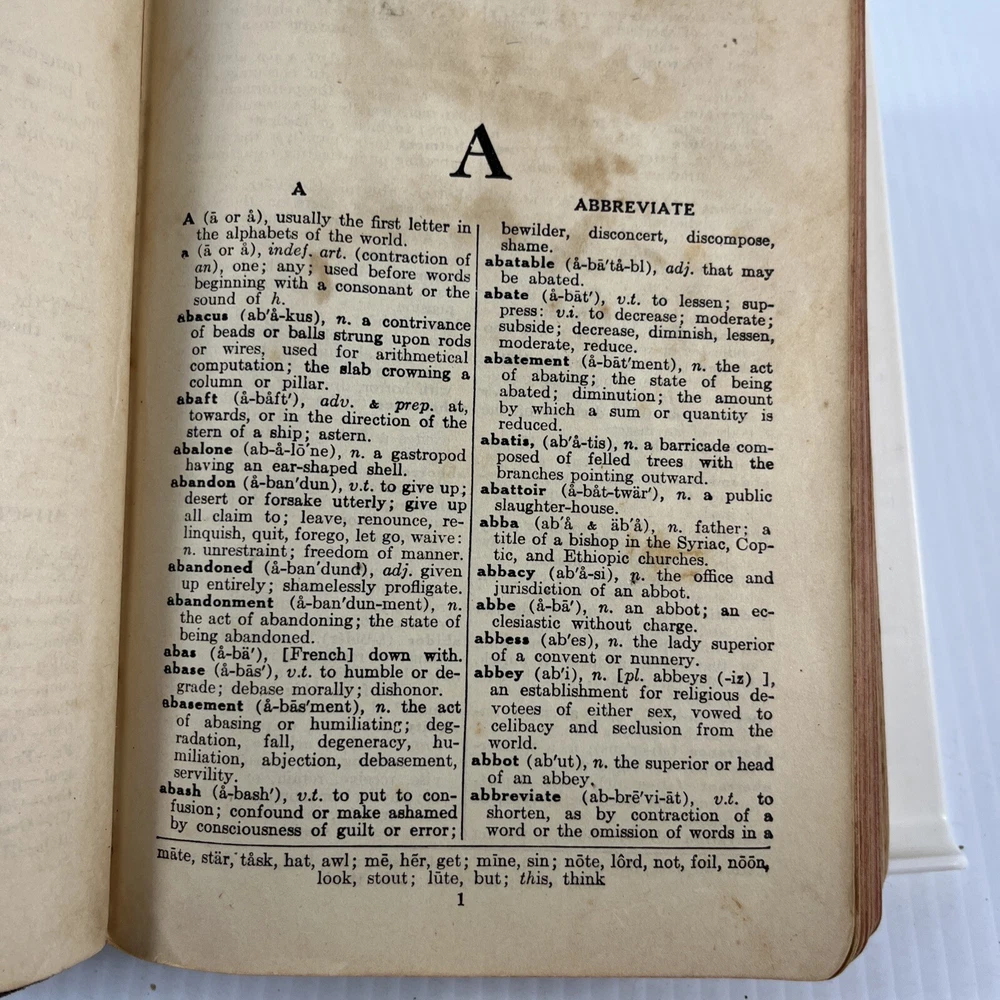 A
A
A (ā or å), usually the first letter in
the alphabets of the world.
a (ā or å), indef. art. (contraction of
an), one; any; used before words
beginning with a consonant or the
sound of h.
abacus (ab'å-kus), n. a contrivance
of beads or balls strung upon rods
or wires, used for arithmetical
computation; the slab crowning a
column or pillar.
abaft (å-båft'), adv. & prep. at,
towards, or in the direction of the
stern of a ship; astern.
abalone (ab-å-lō'ne), n. a gastropod
having an ear-shaped shell.
abandon (å-ban'dun), v.t. to give up;
desert or forsake utterly; give up
all claim to; leave, renounce, re-
linquish, quit, forego, let go, waive:
n. unrestraint; freedom of manner.
abandoned (å-ban'dund), adj. given
up entirely; shamelessly profligate.
abandonment (å-ban'dun-ment), n.
the act of abandoning; the state of
being abandoned.
abas (å-bä'), [French] down with.
abase (å-bās'), v.t. to humble or de-
grade; debase morally; dishonor.
abasement (å-bās'ment), n. the act
of abasing or humiliating; deg-
radation, fall, degeneracy, hu-
miliation, abjection, debasement,
servility.
abash (å-bash'), v.t. to put to con-
fusion; confound or make ashamed
by consciousness of guilt or error;
ABBREVIATE
bewilder, disconcert, discompose,
shame.
abatable (å-bā'tå-bl), adj. that may
be abated.
abate (å-bāt'), v.t. to lessen; sup-
press: v.i. to decrease; moderate;
subside; decrease, diminish, lessen,
moderate, reduce.
abatement (å-bāt'ment), n. the act
of abating; the state of being
abated; diminution; the amount
by which a sum or quantity is
reduced.
abatis, (ab'å-tis), n. a barricade com-
posed of felled trees with the
branches pointing outward.
abattoir (å-båt-twär'), n. a public
slaughter-house.
abba (ab'å & äb'å), n. father; a
title of a bishop in the Syriac, Cop-
tic, and Ethiopic churches.
abbacy (ab'å-si), n. the office and
jurisdiction of an abbot.
abbe (å-bā'), n. an abbot; an ec-
clesiastic without charge.
abbess (ab'es), n. the lady superior
of a convent or nunnery.
abbey (ab'i), n. [pl. abbeys (-iz) ],
an establishment for religious de-
votees of either sex, vowed to
celibacy and seclusion from the
world.
abbot (ab'ut), n. the superior or head
of an abbey.
abbreviate (ab-brē'vi-āt), v.t. to
shorten, as by contraction of a
word or the omission of words in a
māte, stär, tåsk, hat, awl; mē, hẽr, get; mīne, sin; nōte, lôrd, not, foil, nōōn,
look, stout; lūte, but; this, think
1